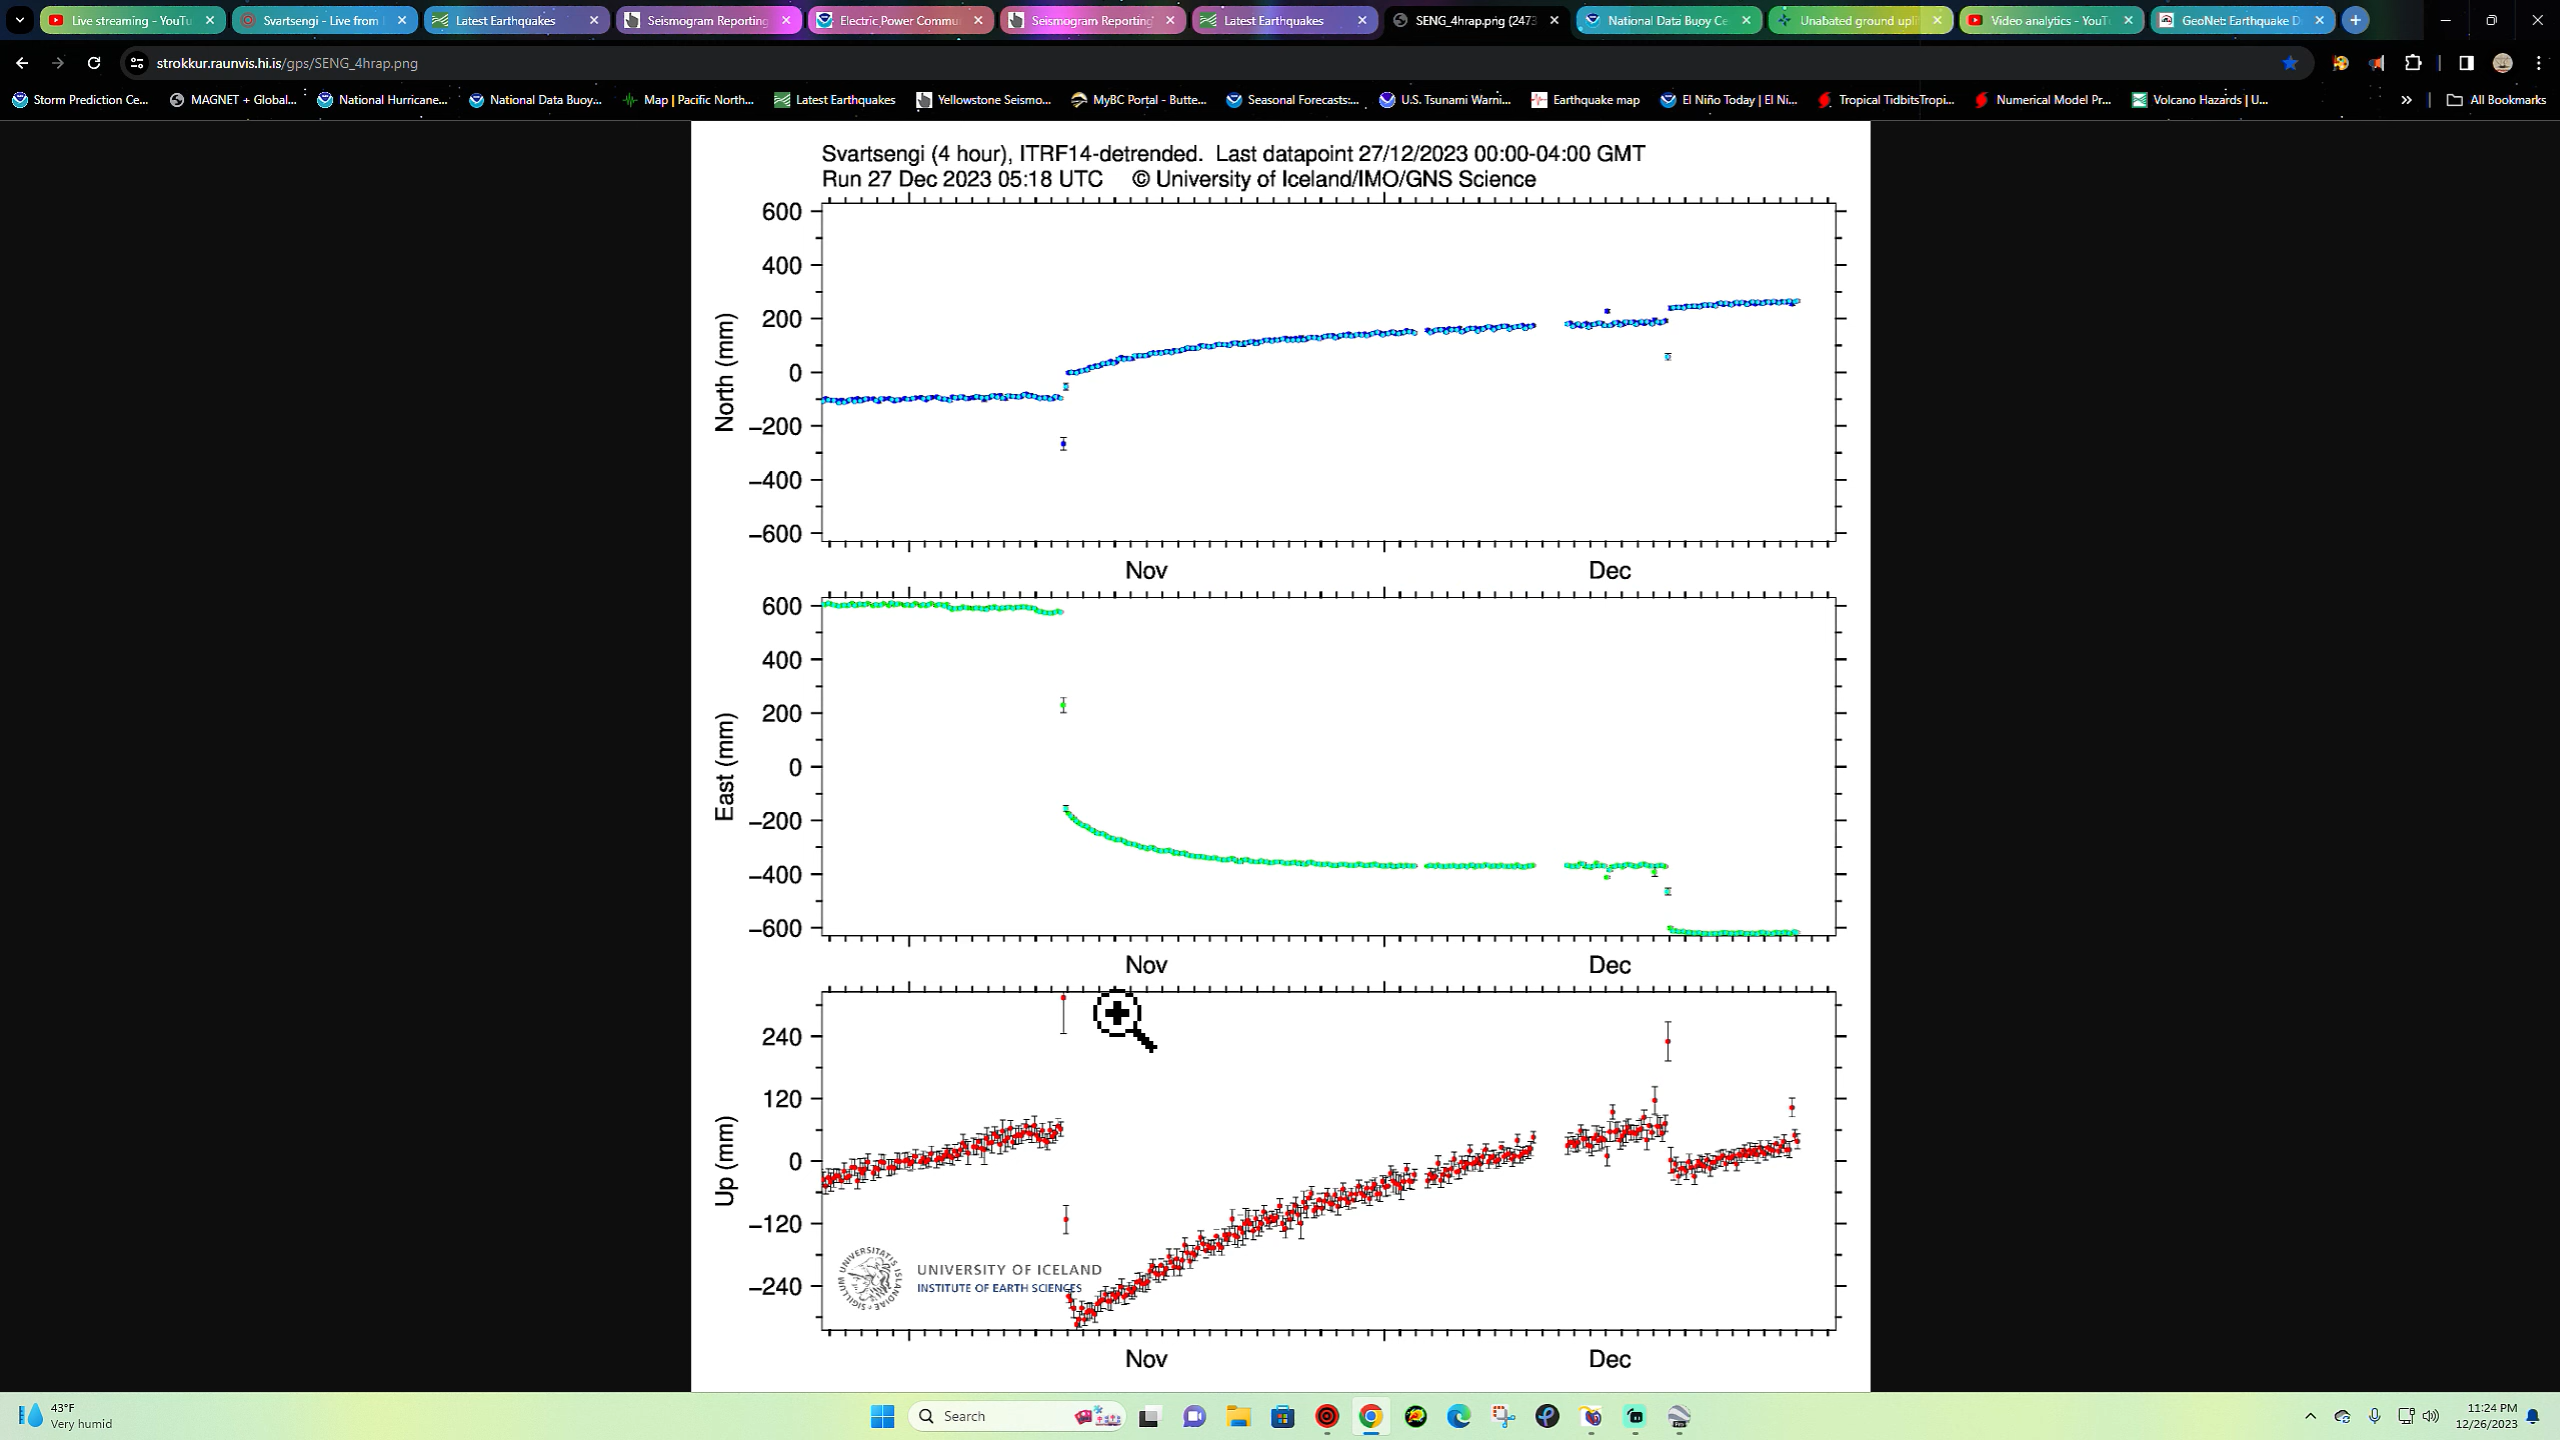 Live streaming - YouTu
Svartsengi - Live from
Latest Earthquakes
Seismogram Reporting
Electric Power Commu
Seismogram Reporting
Latest Earthquakes
SENG_4hrap.png (2473
National Data Buoy Ce
Unabated ground upli
Video analytics - YouTu
GeoNet: Earthquake D
strokkur.raunvis.hi.is/gps/SENG_4hrap.png
Storm Prediction Ce...
MAGNET + Global...
National Hurricane...
National Data Buoy...
Map | Pacific North...
Latest Earthquakes
Yellowstone Seismo...
MyBC Portal - Butte...
Seasonal Forecasts:...
U.S. Tsunami Warni...
Earthquake map
El Niño Today | El Ni...
Tropical TidbitsTropi...
Numerical Model Pr...
Volcano Hazards | U...
All Bookmarks
Svartsengi (4 hour), ITRF14-detrended. Last datapoint 27/12/2023 00:00-04:00 GMT
Run 27 Dec 2023 05:18 UTC © University of Iceland/IMO/GNS Science
North (mm)
600
400
200
0
−200
−400
−600
Nov
Dec
East (mm)
600
400
200
0
−200
−400
−600
Nov
Dec
Up (mm)
240
120
0
−120
−240
UNIVERSITY OF ICELAND
INSTITUTE OF EARTH SCIENCES
Nov
Dec
43°F
Very humid
Search
11:24 PM
12/26/2023